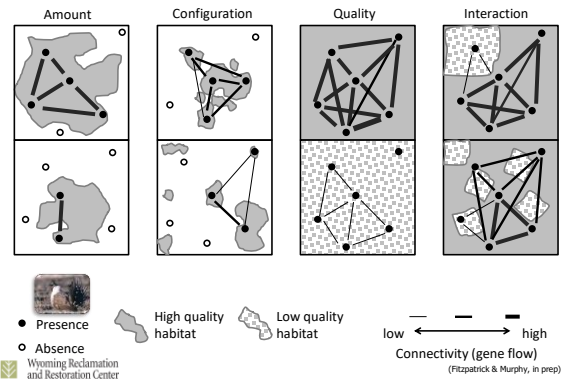 Amount Configuration Quality Interaction
Presence
Absence
High quality
habitat
Low quality
habitat
low high
Connectivity (gene flow)
(Fitzpatrick & Murphy, in prep)
Wyoming Reclamation
and Restoration Center